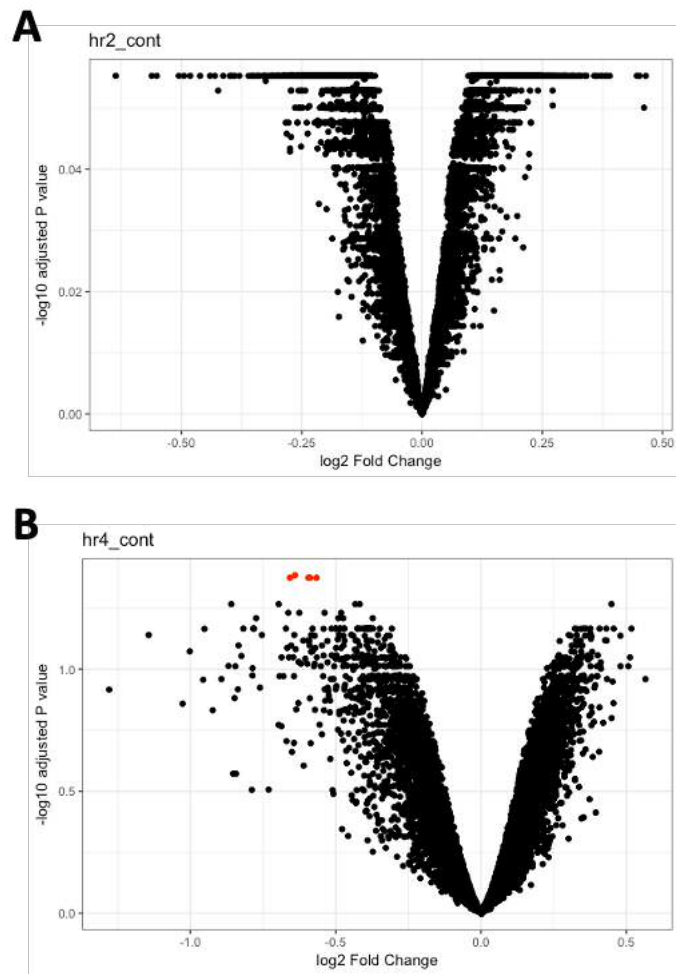 A
hr2_cont
-log10 adjusted P value
0.04
0.02
0.00
-0.50
-0.25
0.00
0.25
0.50
log2 Fold Change
B
hr4_cont
-log10 adjusted P value
1.0
0.5
0.0
-1.0
-0.5
0.0
0.5
log2 Fold Change